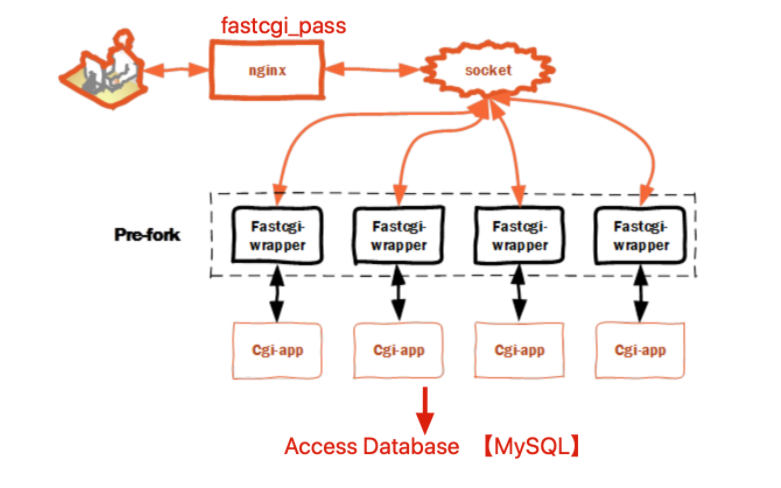 fastcgi_pass
nginx
socket
Pre-fork
Fastcgi-
wrapper
Fastcgi-
wrapper
Fastcgi-
wrapper
Fastcgi-
wrapper
Cgi-app
Cgi-app
Cgi-app
Cgi-app
Access Database 【MySQL】